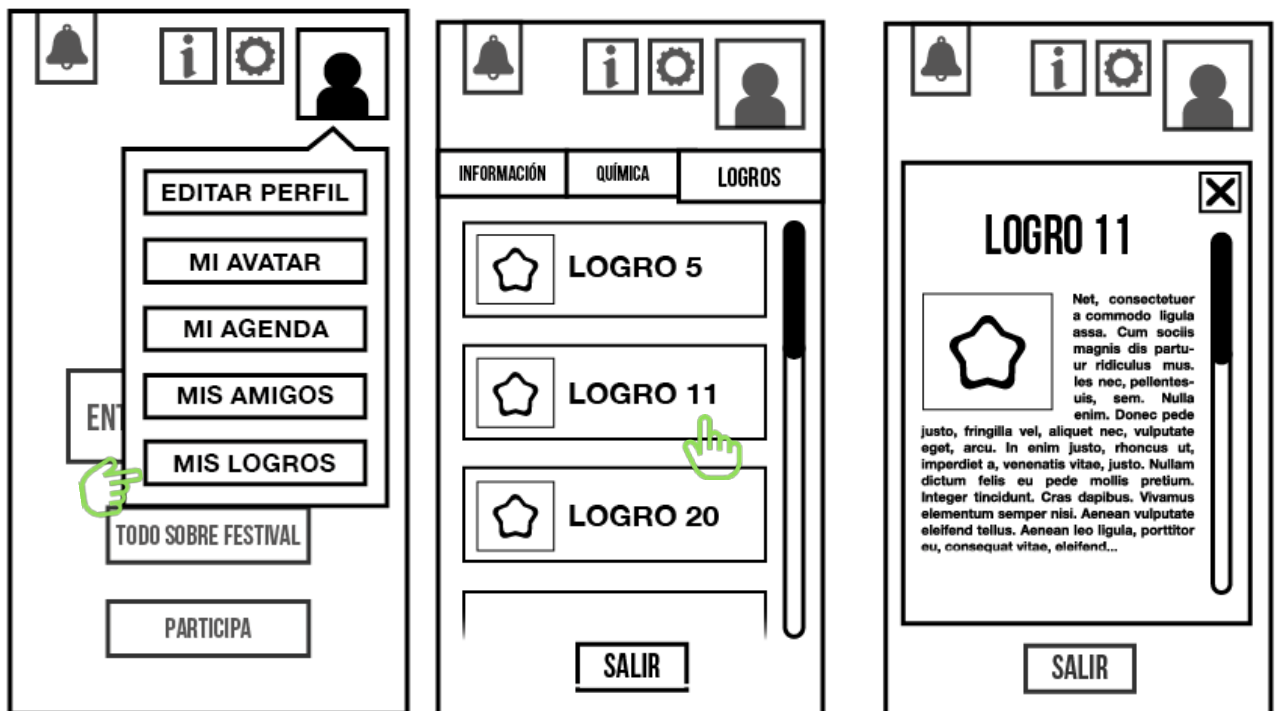 EDITAR PERFIL
MI AVATAR
MI AGENDA
MIS AMIGOS
ENT
MIS LOGROS
TODO SOBRE FESTIVAL
PARTICIPA
i
INFORMACIÓN
QUÍMICA
LOGROS
LOGRO 5
LOGRO 11
LOGRO 20
SALIR
i
LOGRO 11
Net, consectetuer
a commodo ligula
assa. Cum sociis
magnis dis partu-
ur ridiculus mus.
les nec, pellentes-
uis, sem. Nulla
enim. Donec pede
justo, fringilla vel, aliquet nec, vulputate
eget, arcu. In enim justo, rhoncus ut,
imperdiet a, venenatis vitae, justo. Nullam
dictum felis eu pede mollis pretium.
Integer tincidunt. Cras dapibus. Vivamus
elementum semper nisi. Aenean vulputate
eleifend tellus. Aenean leo ligula, porttitor
eu, consequat vitae, eleifend...
SALIR